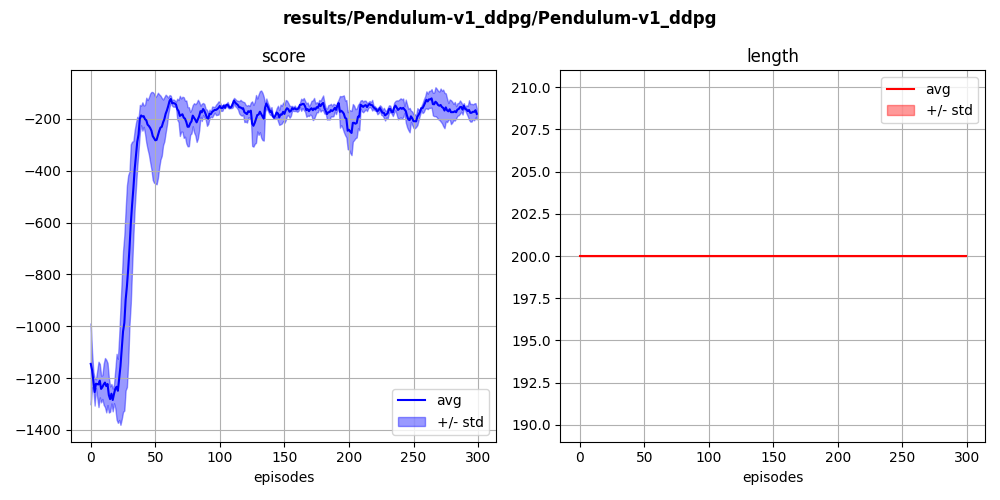 results/Pendulum-v1_ddpg/Pendulum-v1_ddpg
score
−200
−400
−600
−800
−1000
−1200
−1400
0 50 100 150 200 250 300
episodes
avg
+/- std
length
210.0
207.5
205.0
202.5
200.0
197.5
195.0
192.5
190.0
0 50 100 150 200 250 300
episodes
avg
+/- std